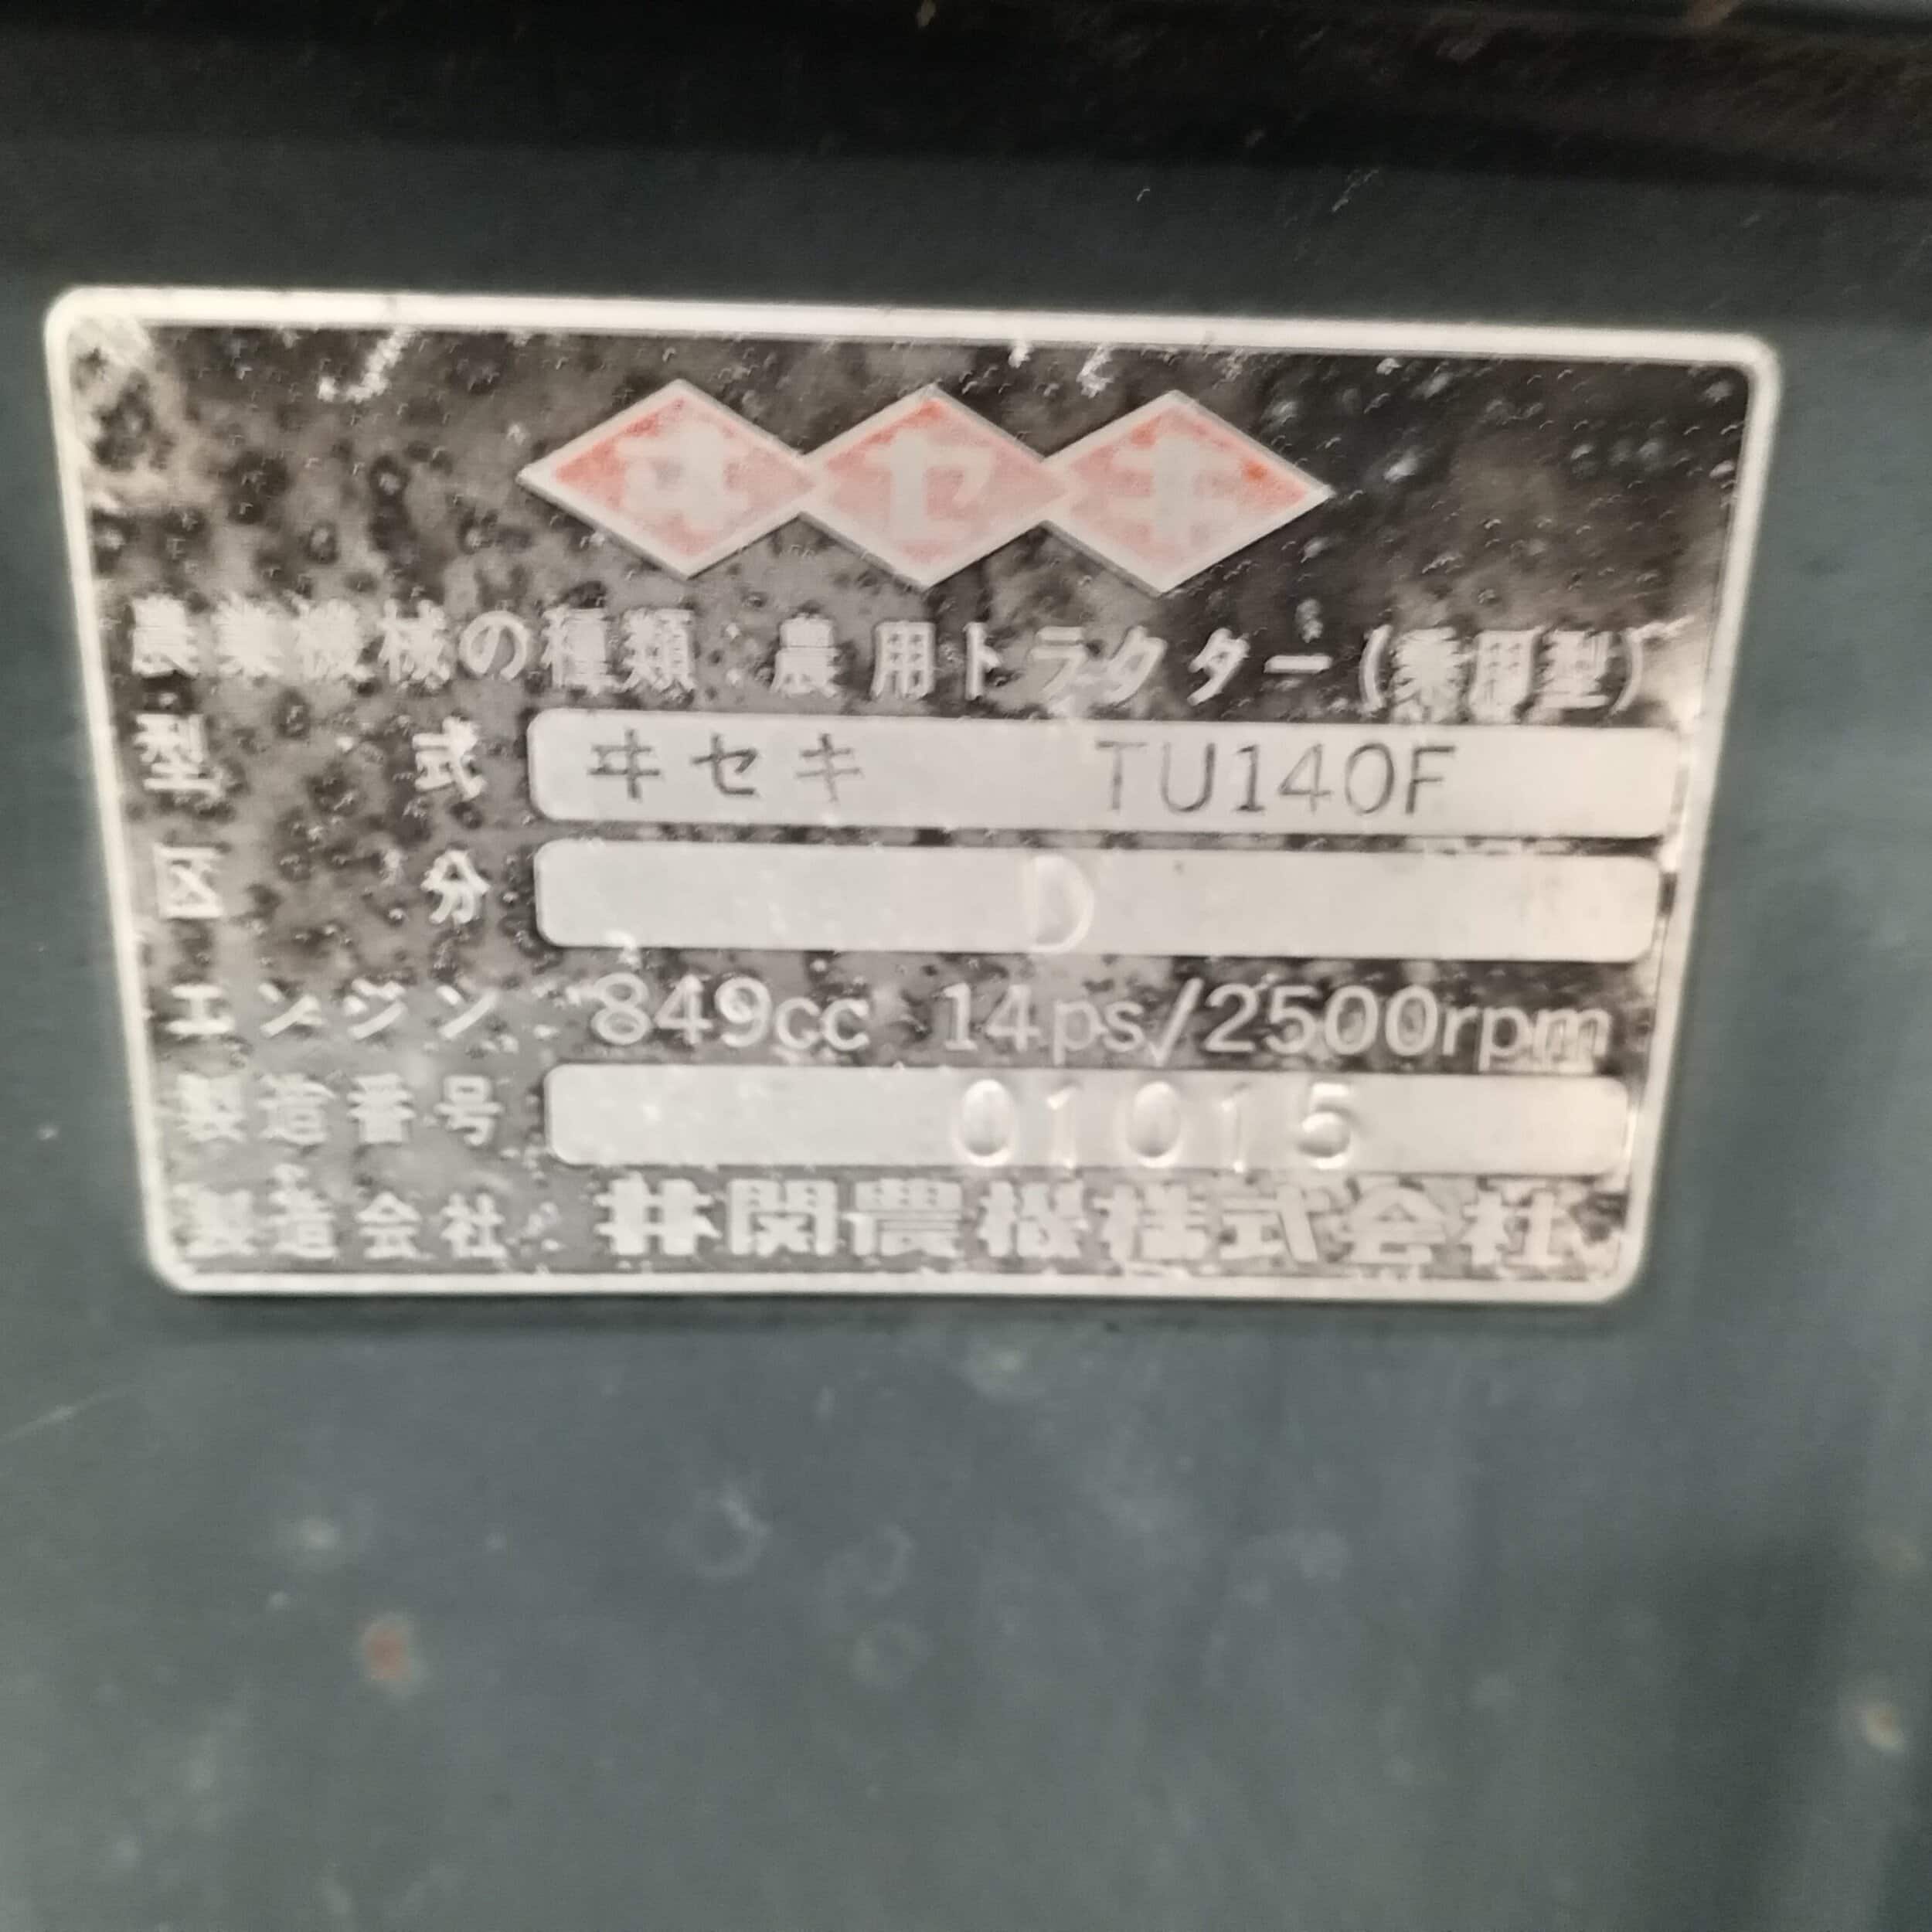 ヰセキ
農業機械の種類:農用トラクター(乗用型)
型式 ヰセキ TU140F
区分 D
エンジン:849cc 14ps/2500rpm
製造番号 01015
製造会社:井関農機株式会社